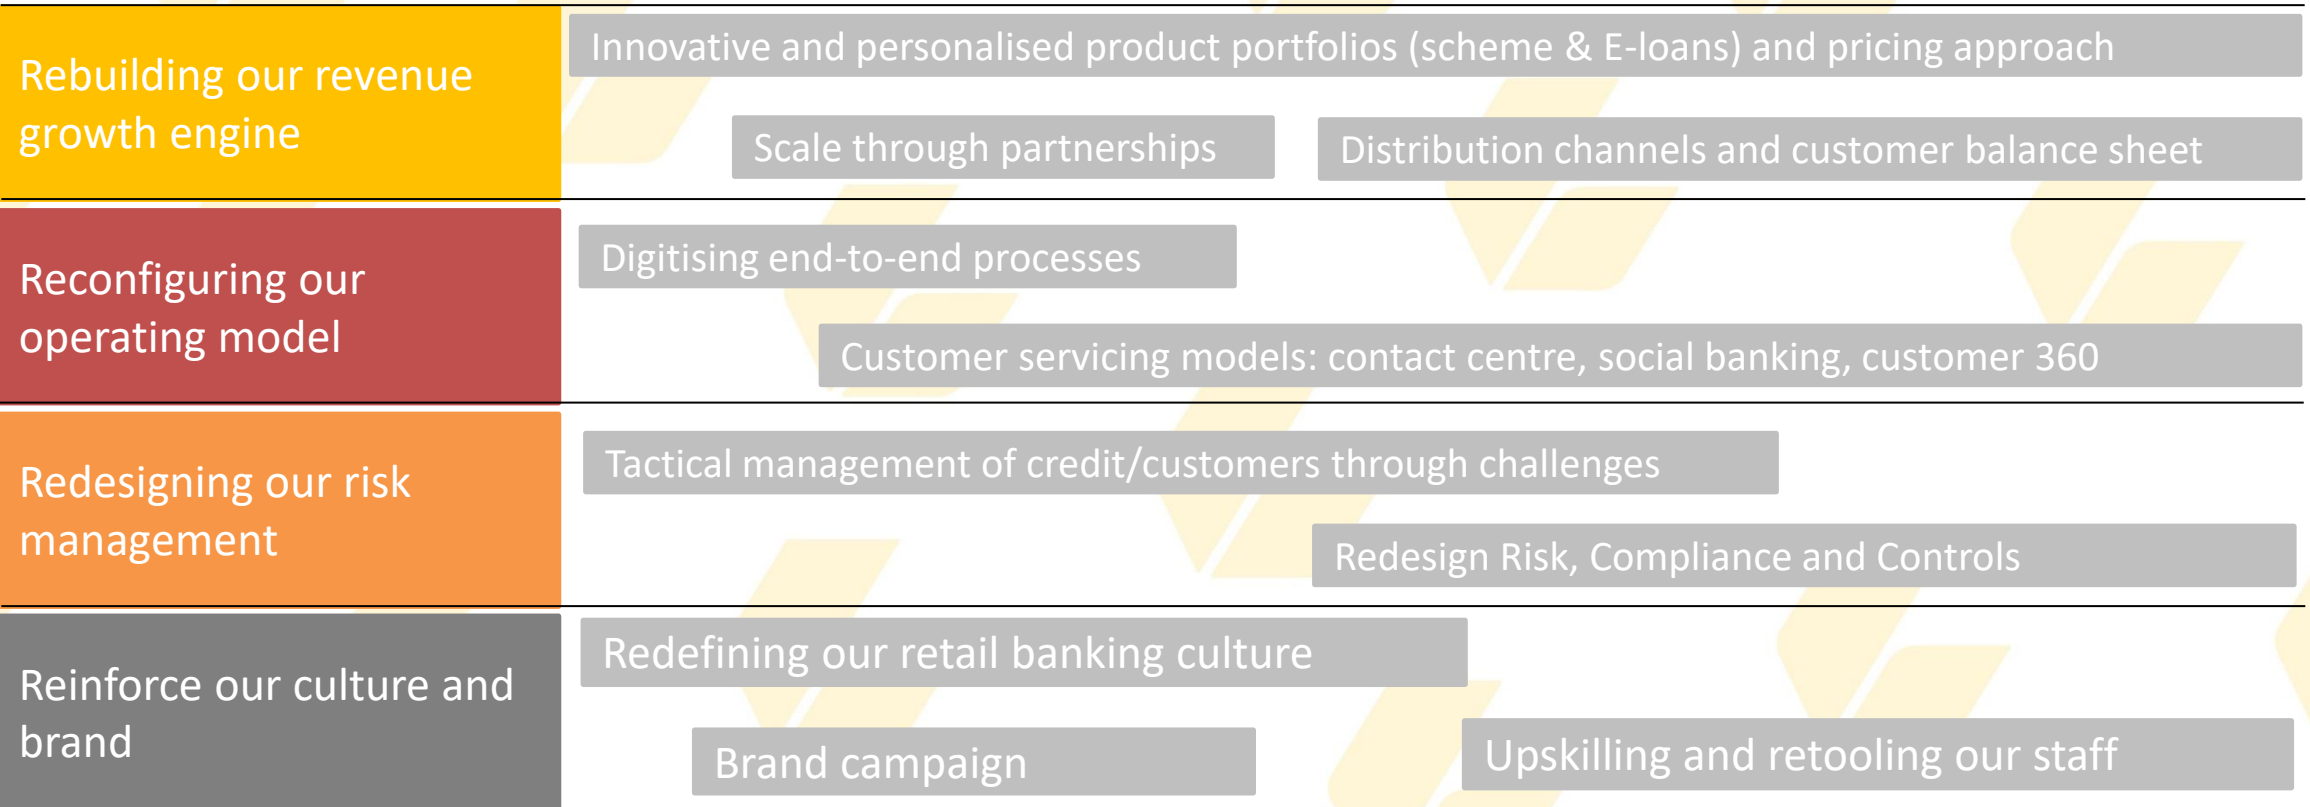 Rebuilding our revenue
growth engine
Innovative and personalised product portfolios (scheme & E-loans) and pricing approach
Scale through partnerships
Distribution channels and customer balance sheet
Reconfiguring our
operating model
Digitising end-to-end processes
Customer servicing models: contact centre, social banking, customer 360
Redesigning our risk
management
Tactical management of credit/customers through challenges
Redesign Risk, Compliance and Controls
Reinforce our culture and
brand
Redefining our retail banking culture
Brand campaign
Upskilling and retooling our staff